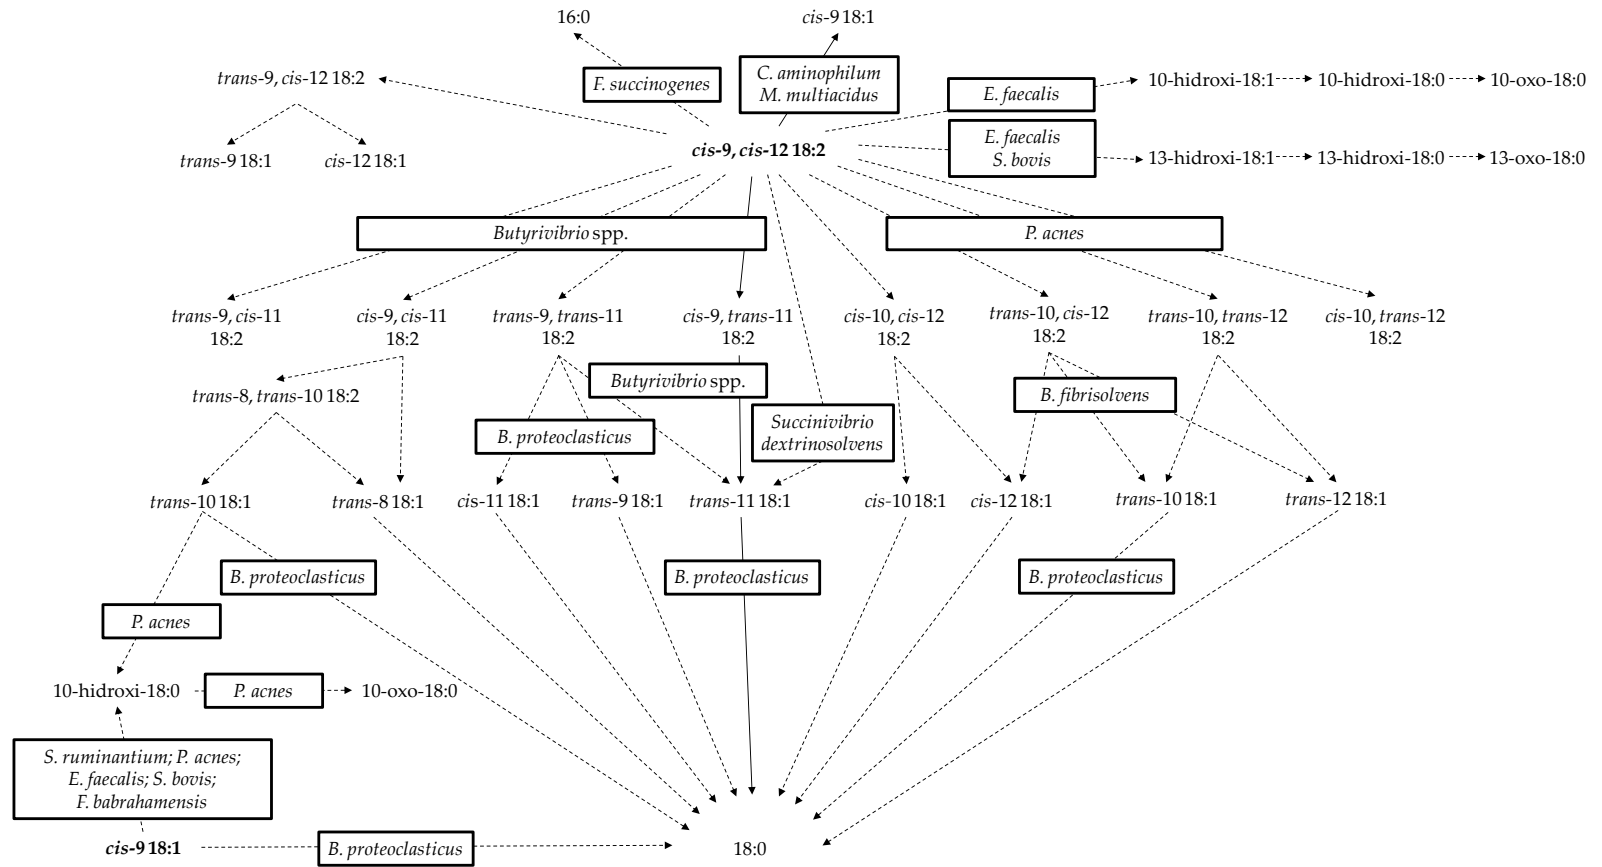 16:0
cis-9 18:1
trans-9, cis-12 18:2
F. succinogenes
C. aminophilum
M. multiacidus
E. faecalis
10-hidroxi-18:1
10-hidroxi-18:0
10-oxo-18:0
cis-9, cis-12 18:2
E. faecalis
S. bovis
13-hidroxi-18:1
13-hidroxi-18:0
13-oxo-18:0
trans-9 18:1
cis-12 18:1
Butyrivibrio spp.
P. acnes
trans-9, cis-11
18:2
cis-9, cis-11
18:2
trans-9, trans-11
18:2
cis-9, trans-11
18:2
cis-10, cis-12
18:2
trans-10, cis-12
18:2
trans-10, trans-12
18:2
cis-10, trans-12
18:2
trans-8, trans-10 18:2
Butyrivibrio spp.
B. fibrisolvens
B. proteoclasticus
Succinivibrio
dextrinosolvens
trans-10 18:1
trans-8 18:1
cis-11 18:1
trans-9 18:1
trans-11 18:1
cis-10 18:1
cis-12 18:1
trans-10 18:1
trans-12 18:1
B. proteoclasticus
B. proteoclasticus
B. proteoclasticus
P. acnes
10-hidroxi-18:0
P. acnes
10-oxo-18:0
S. ruminantium; P. acnes;
E. faecalis; S. bovis;
F. babrahamensis
cis-9 18:1
B. proteoclasticus
18:0